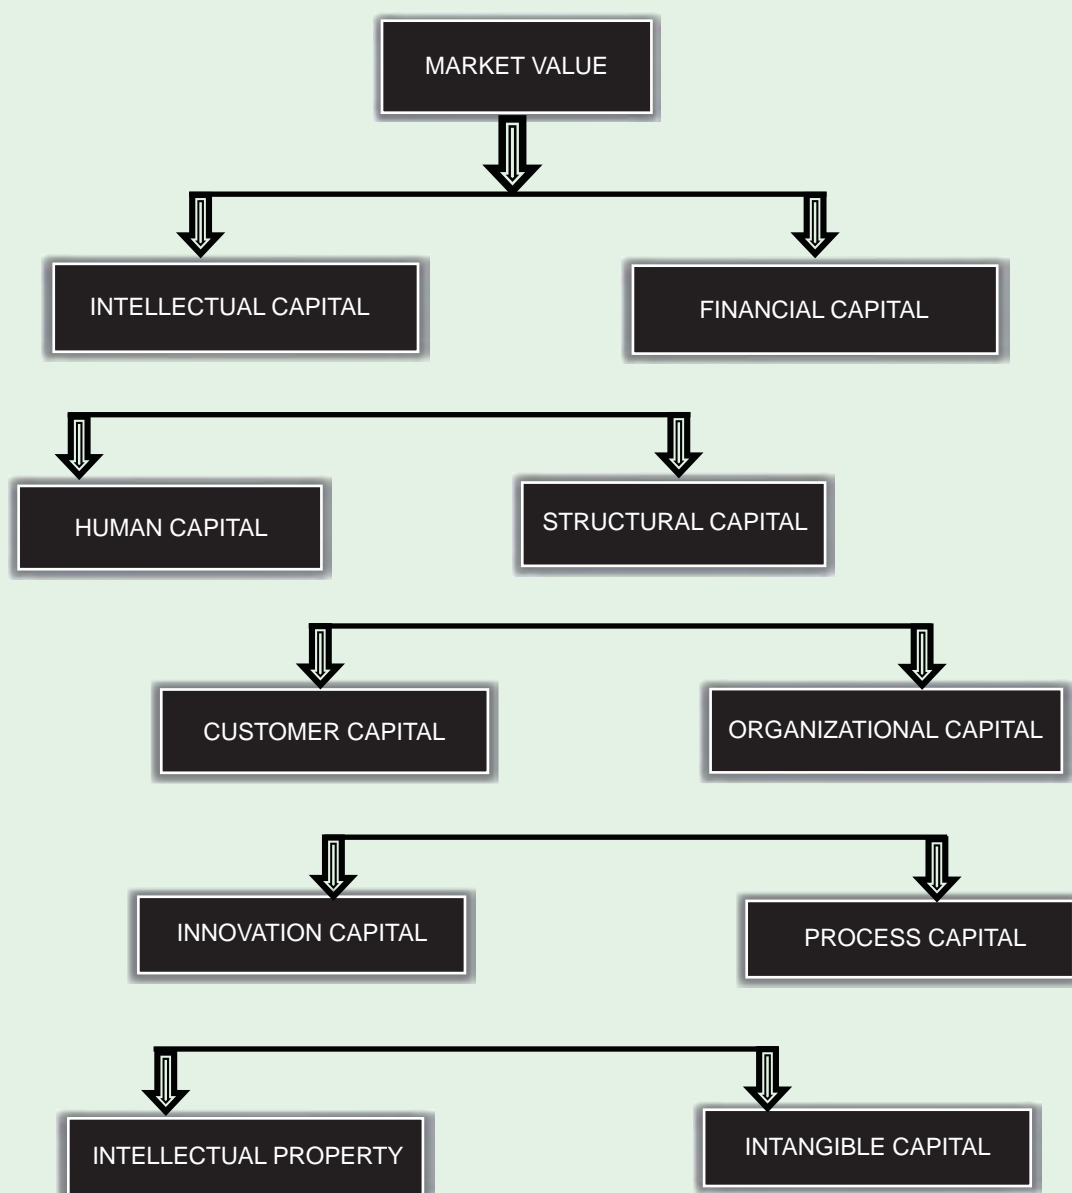 MARKET VALUE
INTELLECTUAL CAPITAL
FINANCIAL CAPITAL
HUMAN CAPITAL
STRUCTURAL CAPITAL
CUSTOMER CAPITAL
ORGANIZATIONAL CAPITAL
INNOVATION CAPITAL
PROCESS CAPITAL
INTELLECTUAL PROPERTY
INTANGIBLE CAPITAL